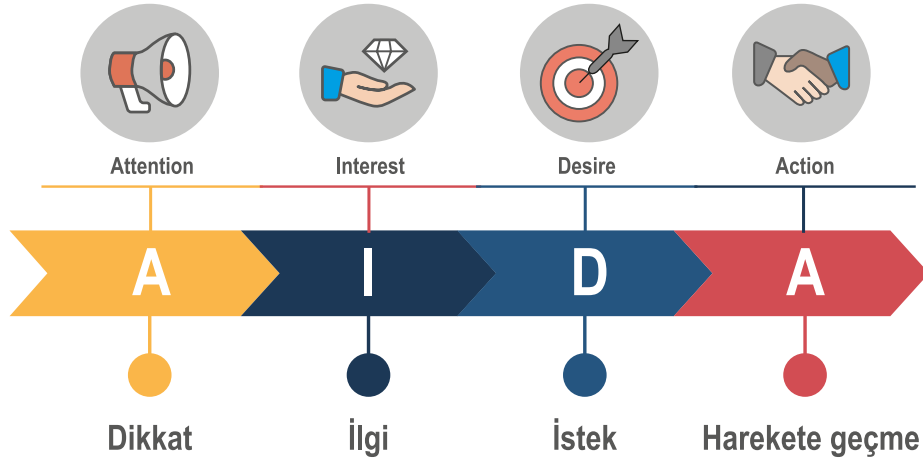 Attention Interest Desire Action
A I D A
Dikkat İlgi İstek Harekete geçme